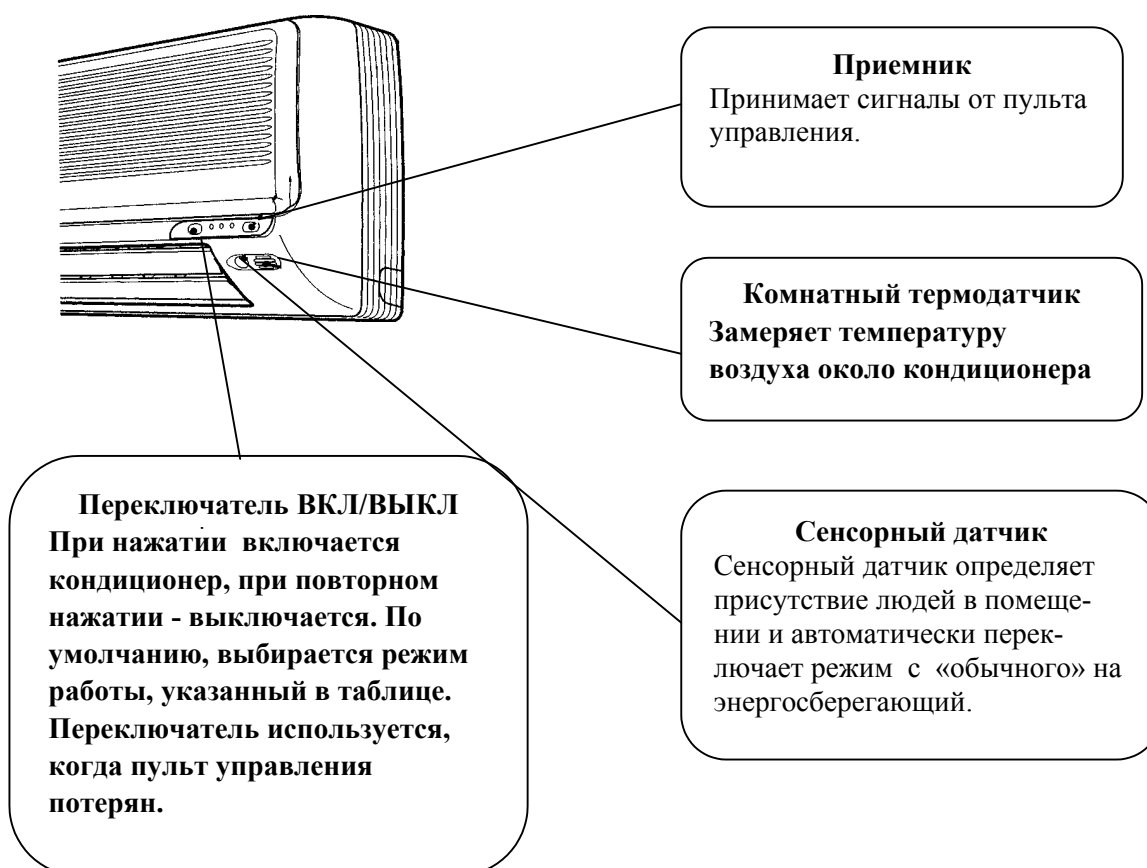 Приемник
Принимает сигналы от пульта
управления.
Комнатный термодатчик
Замеряет температуру
воздуха около кондиционера
Переключатель ВКЛ/ВЫКЛ
При нажатии включается
кондиционер, при повторном
нажатии - выключается. По
умолчанию, выбирается режим
работы, указанный в таблице.
Переключатель используется,
когда пульт управления
потерян.
Сенсорный датчик
Сенсорный датчик определяет
присутствие людей в помеще-
нии и автоматически перек-
лючает режим с «обычного» на
энергосберегающий.